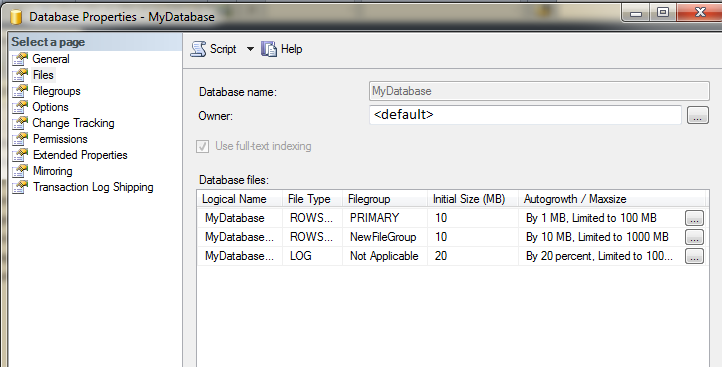 Database Properties - MyDatabase
Select a page
General
Files
Filegroups
Options
Change Tracking
Permissions
Extended Properties
Mirroring
Transaction Log Shipping
Script Help
Database name: MyDatabase
Owner: <default> ...
Use full-text indexing
Database files:
Logical Name File Type Filegroup Initial Size (MB) Autogrowth / Maxsize
MyDatabase ROWS... PRIMARY 10 By 1 MB, Limited to 100 MB ...
MyDatabase... ROWS... NewFileGroup 10 By 10 MB, Limited to 1000 MB ...
MyDatabase... LOG Not Applicable 20 By 20 percent, Limited to 100... ...